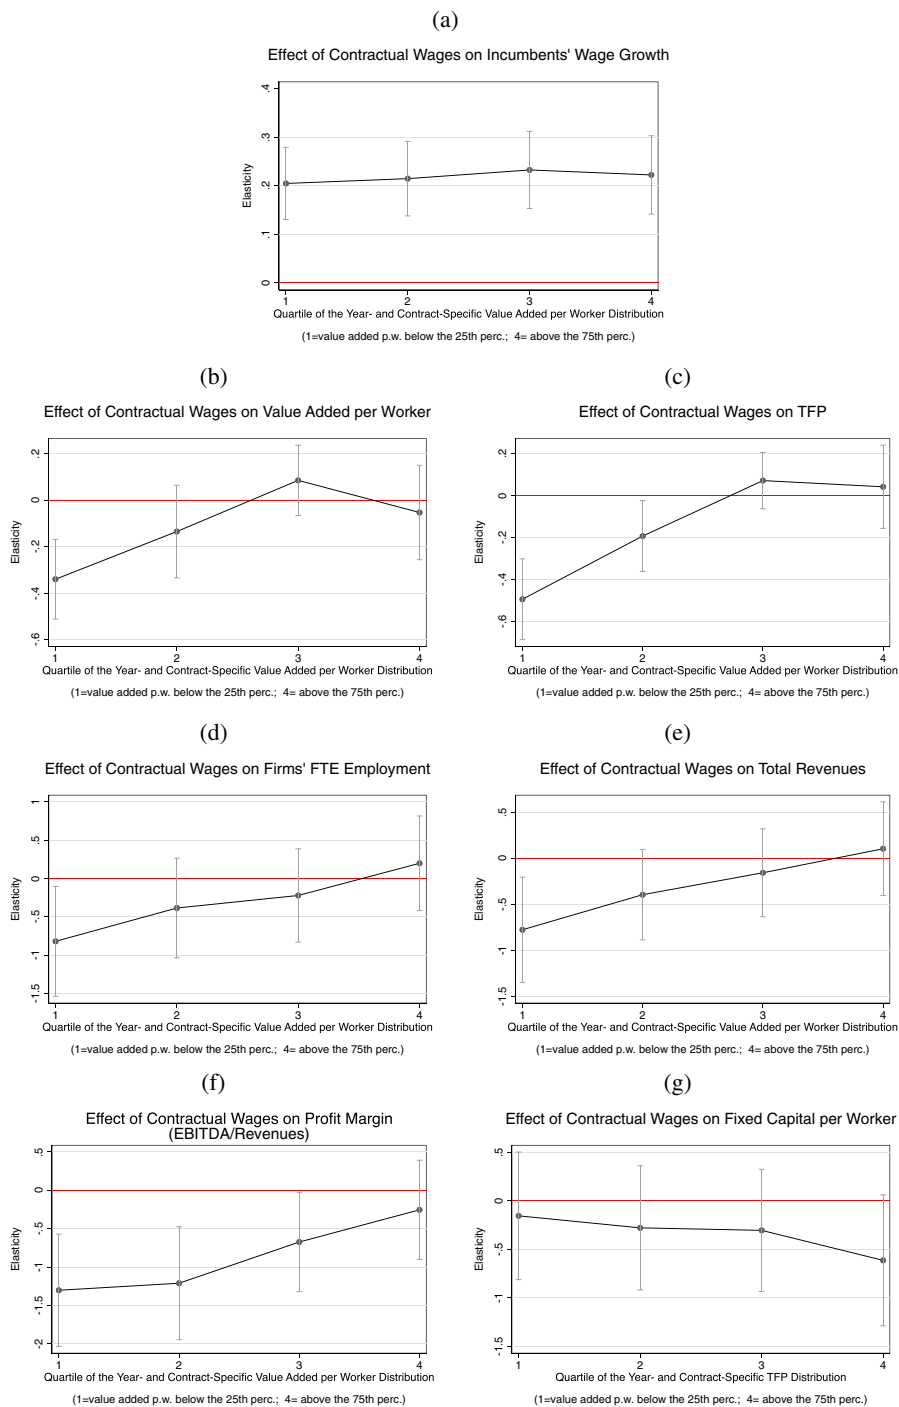 (a)
Effect of Contractual Wages on Incumbents' Wage Growth
.4
.3
.2
.1
0
Elasticity
1 2 3 4
Quartile of the Year- and Contract-Specific Value Added per Worker Distribution
(1=value added p.w. below the 25th perc.; 4= above the 75th perc.)
(b)
Effect of Contractual Wages on Value Added per Worker
.2
0
-.2
-.4
-.6
Elasticity
1 2 3 4
Quartile of the Year- and Contract-Specific Value Added per Worker Distribution
(1=value added p.w. below the 25th perc.; 4= above the 75th perc.)
(c)
Effect of Contractual Wages on TFP
.2
0
-.2
-.4
-.6
Elasticity
1 2 3 4
Quartile of the Year- and Contract-Specific Value Added per Worker Distribution
(1=value added p.w. below the 25th perc.; 4= above the 75th perc.)
(d)
Effect of Contractual Wages on Firms' FTE Employment
1
.5
0
-.5
-1
-1.5
Elasticity
1 2 3 4
Quartile of the Year- and Contract-Specific Value Added per Worker Distribution
(1=value added p.w. below the 25th perc.; 4= above the 75th perc.)
(e)
Effect of Contractual Wages on Total Revenues
.5
0
-.5
-1
-1.5
Elasticity
1 2 3 4
Quartile of the Year- and Contract-Specific Value Added per Worker Distribution
(1=value added p.w. below the 25th perc.; 4= above the 75th perc.)
(f)
Effect of Contractual Wages on Profit Margin
(EBITDA/Revenues)
.5
0
-.5
-1
-1.5
-2
Elasticity
1 2 3 4
Quartile of the Year- and Contract-Specific Value Added per Worker Distribution
(1=value added p.w. below the 25th perc.; 4= above the 75th perc.)
(g)
Effect of Contractual Wages on Fixed Capital per Worker
.5
0
-.5
-1
-1.5
Elasticity
1 2 3 4
Quartile of the Year- and Contract-Specific TFP Distribution
(1=value added p.w. below the 25th perc.; 4= above the 75th perc.)